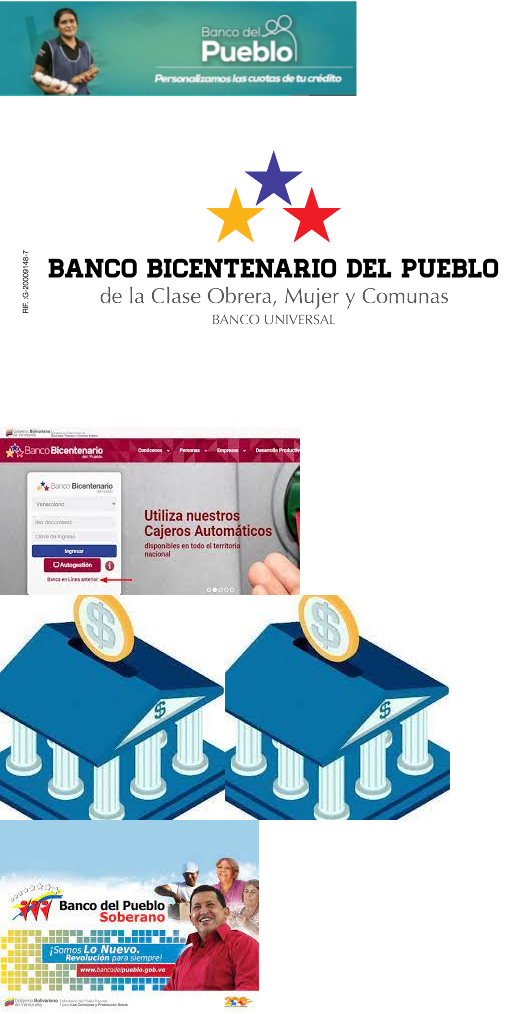 Banco del
Pueblo
Personalizamos las cuotas de tu crédito
RIF. :G-20009148-7
BANCO BICENTENARIO DEL PUEBLO
de la Clase Obrera, Mujer y Comunas
BANCO UNIVERSAL
Gobierno Bolivariano
de Venezuela
Banco Bicentenario
del Pueblo
Conócenos
Personas
Empresas
Desarrollo Productivo
Banco Bicentenario
Venezolano
Nro documento
Clave de Ingreso
Ingresar
Autogestión
Banca en Línea anterior
Utiliza nuestros
Cajeros Automáticos
disponibles en todo el territorio
nacional
$
$
$
$
Banco del Pueblo
Soberano
¡Somos Lo Nuevo.
Revolución para siempre!
www.bancodelpueblo.gob.ve
Gobierno Bolivariano
de Venezuela
Ministerio del Poder Popular
para Las Comunas y Protección Social
200